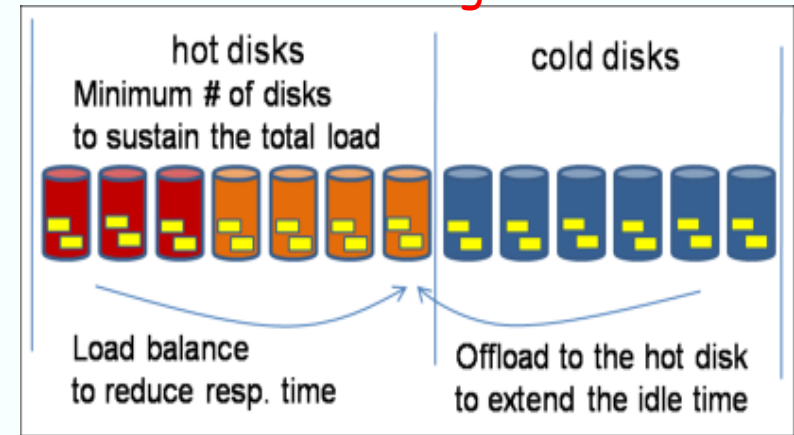 hot disks
Minimum # of disks
to sustain the total load
cold disks
Load balance
to reduce resp. time
Offload to the hot disk
to extend the idle time